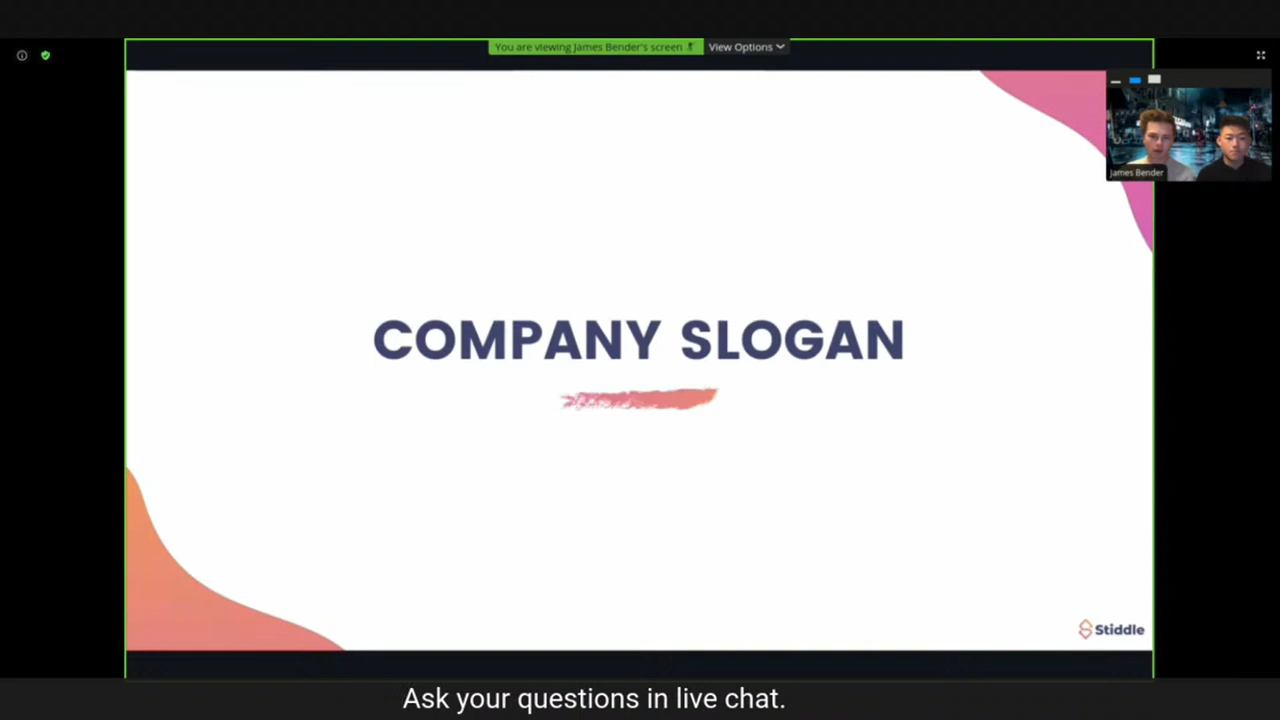 You are viewing James Bender's screen
View Options
James Bender
COMPANY SLOGAN
Stiddle
Ask your questions in live chat.